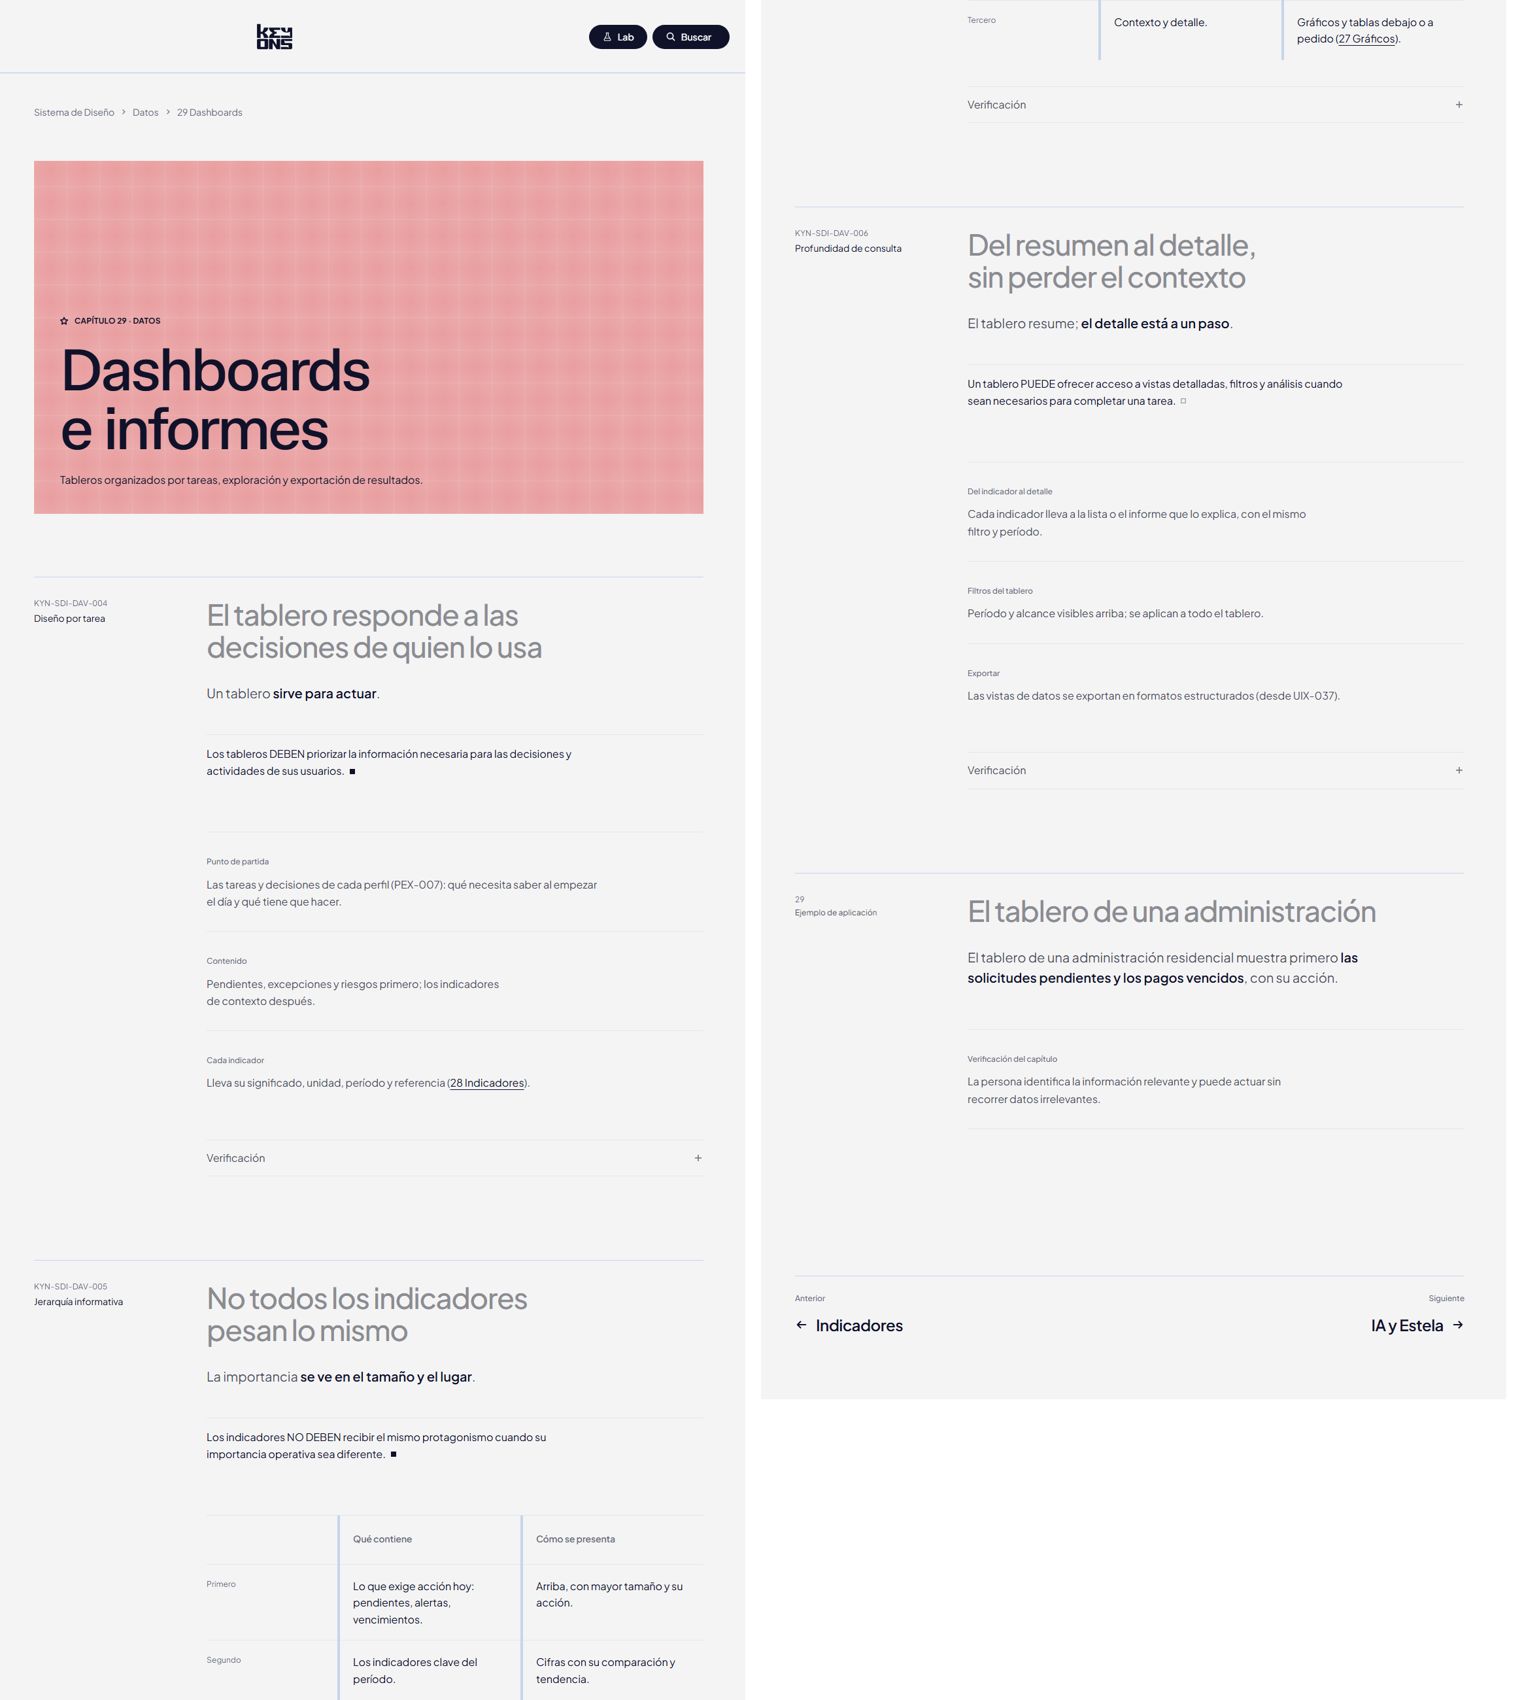 KEY
ONS
Lab
Buscar
Sistema de Diseño > Datos > 29 Dashboards
CAPÍTULO 29 · DATOS
Dashboards
e informes
Tableros organizados por tareas, exploración y exportación de resultados.
KYN-SDI-DAV-004
Diseño por tarea
El tablero responde a las
decisiones de quien lo usa
Un tablero sirve para actuar.
Los tableros DEBEN priorizar la información necesaria para las decisiones y
actividades de sus usuarios.
Punto de partida
Las tareas y decisiones de cada perfil (PEX-007): qué necesita saber al empezar
el día y qué tiene que hacer.
Contenido
Pendientes, excepciones y riesgos primero; los indicadores
de contexto después.
Cada indicador
Lleva su significado, unidad, período y referencia (28 Indicadores).
Verificación +
KYN-SDI-DAV-005
Jerarquía informativa
No todos los indicadores
pesan lo mismo
La importancia se ve en el tamaño y el lugar.
Los indicadores NO DEBEN recibir el mismo protagonismo cuando su
importancia operativa sea diferente.
Qué contiene
Cómo se presenta
Primero
Lo que exige acción hoy:
pendientes, alertas,
vencimientos.
Arriba, con mayor tamaño y su
acción.
Segundo
Los indicadores clave del
período.
Cifras con su comparación y
tendencia.
Tercero
Contexto y detalle.
Gráficos y tablas debajo o a
pedido (27 Gráficos).
Verificación +
KYN-SDI-DAV-006
Profundidad de consulta
Del resumen al detalle,
sin perder el contexto
El tablero resume; el detalle está a un paso.
Un tablero PUEDE ofrecer acceso a vistas detalladas, filtros y análisis cuando
sean necesarios para completar una tarea.
Del indicador al detalle
Cada indicador lleva a la lista o el informe que lo explica, con el mismo
filtro y período.
Filtros del tablero
Período y alcance visibles arriba; se aplican a todo el tablero.
Exportar
Las vistas de datos se exportan en formatos estructurados (desde UIX-037).
Verificación +
29
Ejemplo de aplicación
El tablero de una administración
El tablero de una administración residencial muestra primero las
solicitudes pendientes y los pagos vencidos, con su acción.
Verificación del capítulo
La persona identifica la información relevante y puede actuar sin
recorrer datos irrelevantes.
Anterior
← Indicadores
Siguiente
IA y Estela →